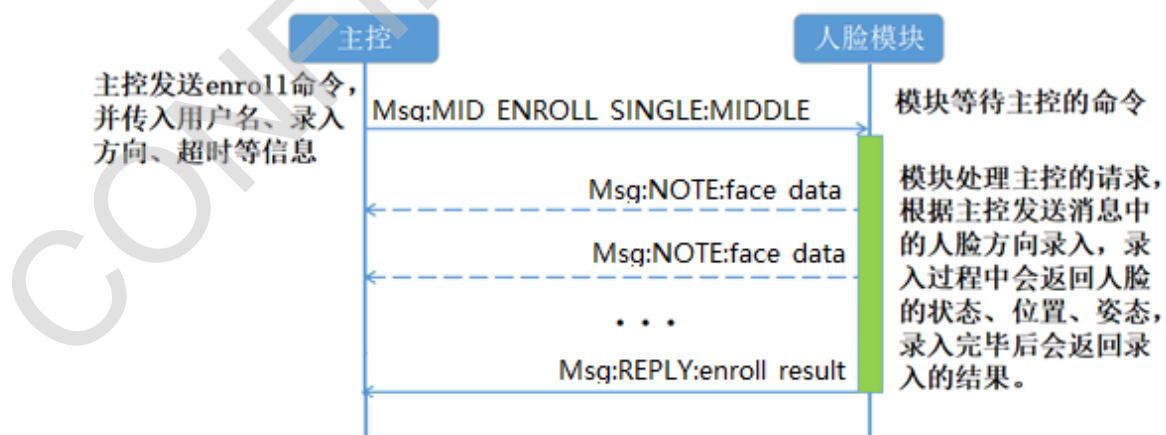 主控
人脸模块
主控发送enroll命令，
并传入用户名、录入
方向、超时等信息
Msg:MID ENROLL SINGLE:MIDDLE
模块等待主控的命令
Msg:NOTE:face data
Msg:NOTE:face data
...
Msg:REPLY:enroll result
模块处理主控的请求，
根据主控发送消息中
的人脸方向录入，录
入过程中会返回人脸
的状态、位置、姿态，
录入完毕后会返回录
入的结果。
CONF